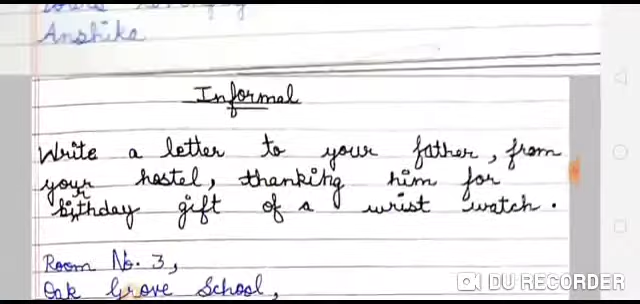 Anshika
Informal
Write a letter to your father, from
your hostel, thanking him for
birthday gift of a wrist watch.
Room No. 3,
Oak Grove School,
DU RECORDER